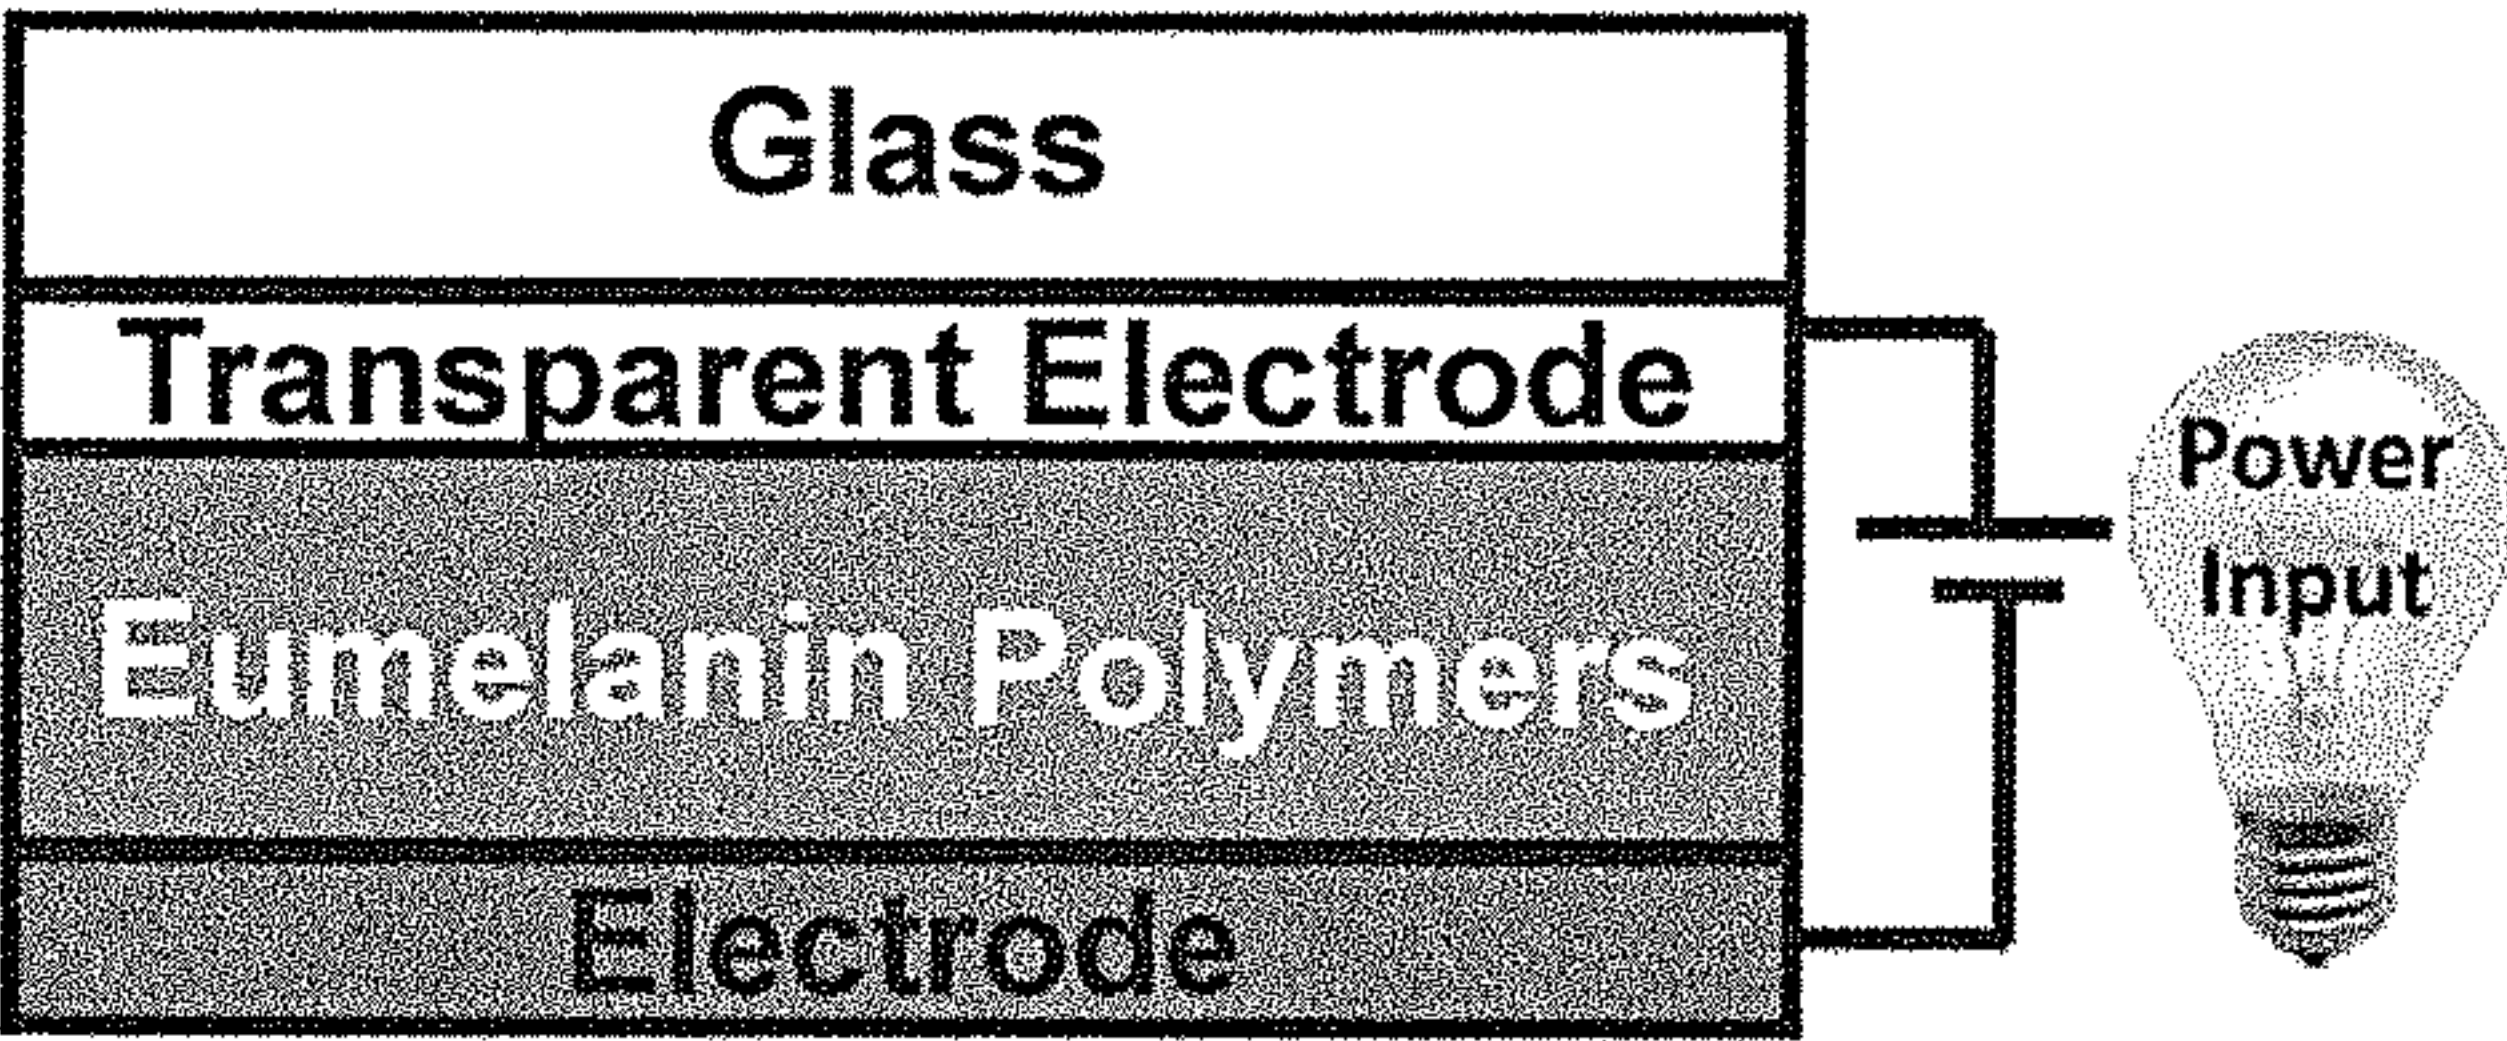 Glass
Transparent Electrode
Power
Input
Eumelanin Polymers
Electrode